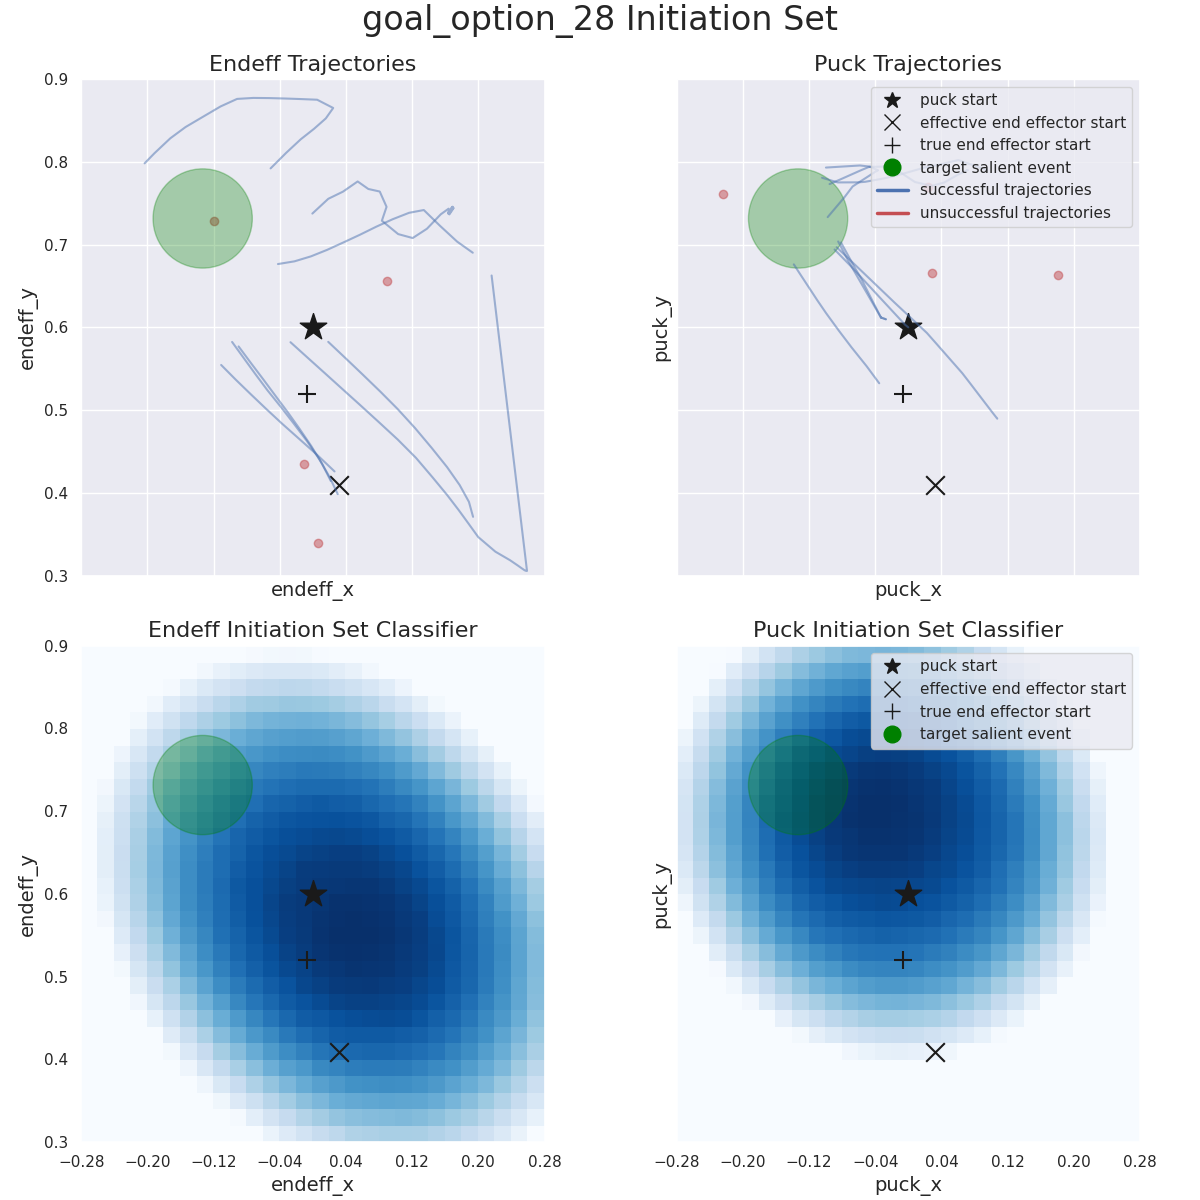 goal_option_28 Initiation Set
Endeff Trajectories
Puck Trajectories
0.9
0.8
0.7
0.6
0.5
0.4
0.3
endeff_y
endeff_x
puck start
effective end effector start
true end effector start
target salient event
successful trajectories
unsuccessful trajectories
puck_y
puck_x
Endeff Initiation Set Classifier
Puck Initiation Set Classifier
0.9
0.8
0.7
0.6
0.5
0.4
0.3
endeff_y
−0.28 −0.20 −0.12 −0.04 0.04 0.12 0.20 0.28
endeff_x
puck start
effective end effector start
true end effector start
target salient event
puck_y
−0.28 −0.20 −0.12 −0.04 0.04 0.12 0.20 0.28
puck_x